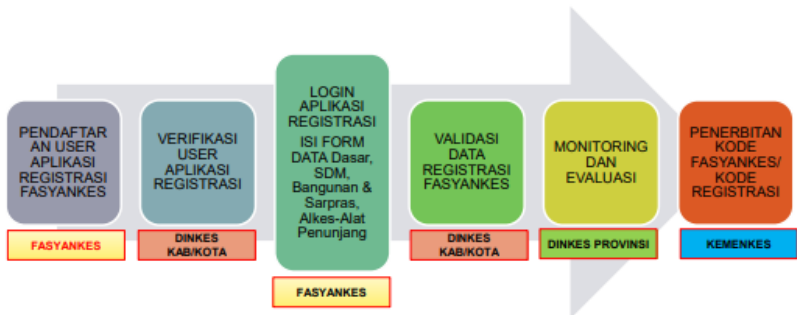 PENDAFTAR
AN USER
APLIKASI
REGISTRASI
FASYANKES
FASYANKES
VERIFIKASI
USER
APLIKASI
REGISTRASI
DINKES
KAB/KOTA
LOGIN
APLIKASI
REGISTRASI
ISI FORM
DATA Dasar,
SDM,
Bangunan &
Sarpras,
Alkes-Alat
Penunjang
FASYANKES
VALIDASI
DATA
REGISTRASI
FASYANKES
DINKES
KAB/KOTA
MONITORING
DAN
EVALUASI
DINKES PROVINSI
PENERBITAN
KODE
FASYANKES/
KODE
REGISTRASI
KEMENKES